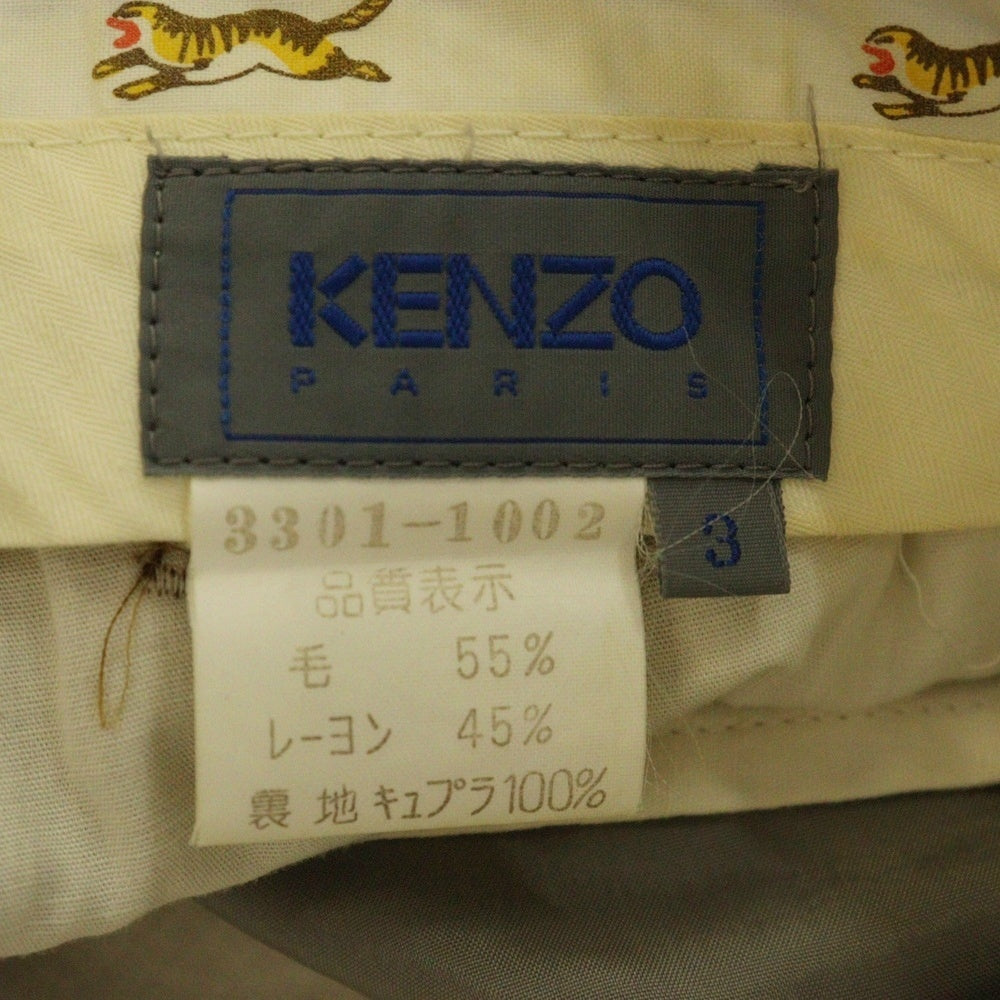 KENZO
PARIS
3
3301-1002
品質表示
毛 55%
レーヨン 45%
裏地 キュプラ100%